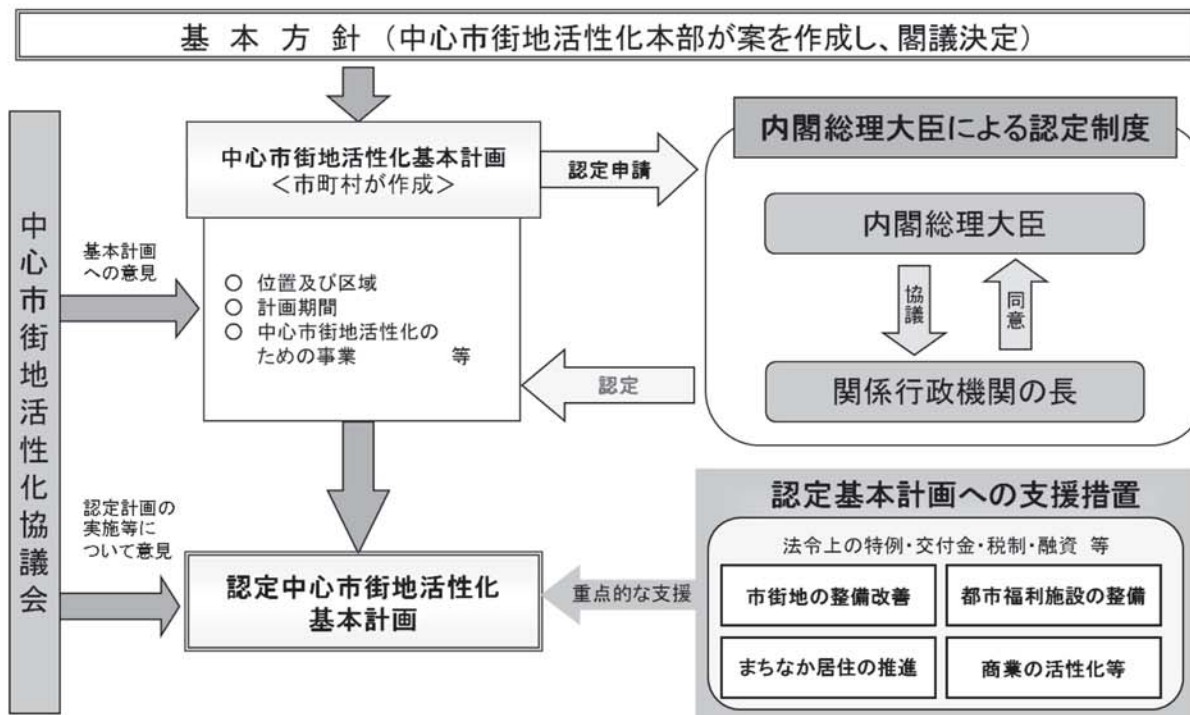 基本方針（中心市街地活性化本部が案を作成し、閣議決定）
中心市街地活性化協議会
中心市街地活性化基本計画
＜市町村が作成＞
認定申請
内閣総理大臣による認定制度
内閣総理大臣
協議
同意
関係行政機関の長
基本計画
への意見
○ 位置及び区域
○ 計画期間
○ 中心市街地活性化の
ための事業　等
認定
認定計画の
実施等に
ついて意見
認定中心市街地活性化
基本計画
重点的な支援
認定基本計画への支援措置
法令上の特例・交付金・税制・融資 等
市街地の整備改善
都市福利施設の整備
まちなか居住の推進
商業の活性化等